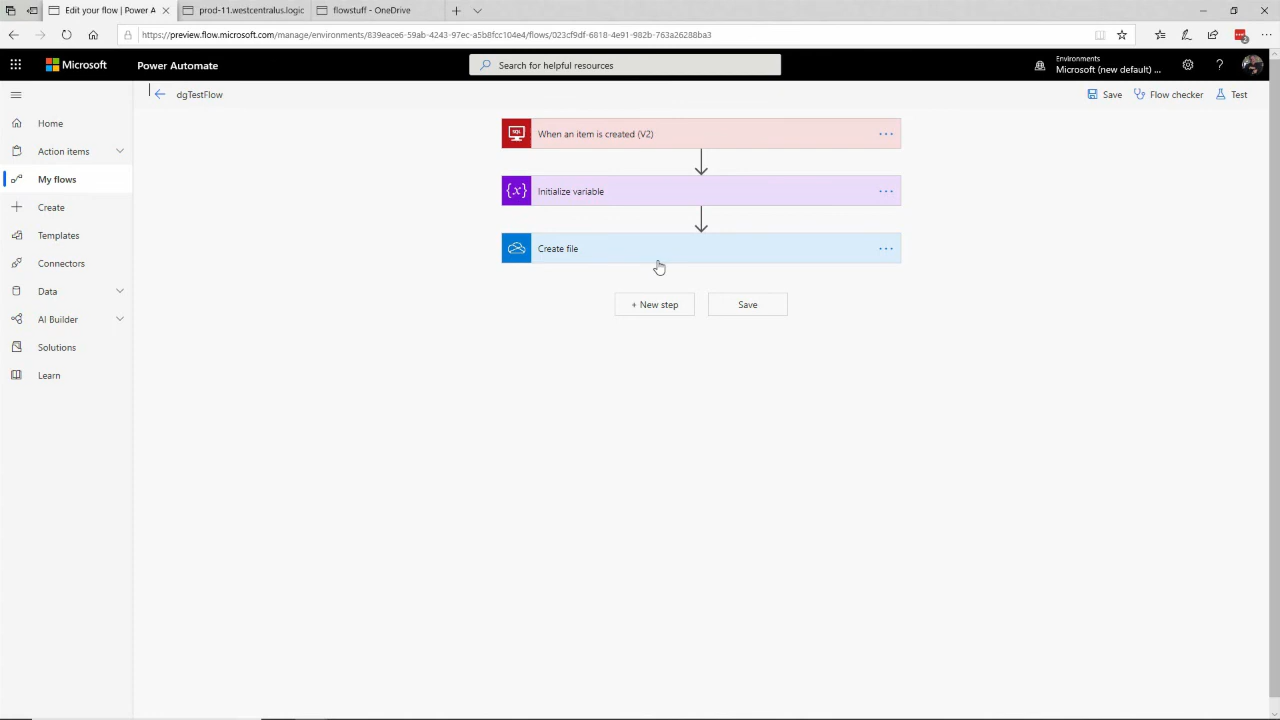 Edit your flow | Power A
prod-11.westcentralus.logic
flowstuff - OneDrive
https://preview.flow.microsoft.com/manage/environments/839eace6-59ab-4243-97ec-a5b8fcc104e4/flows/023cf9df-6818-4e91-982b-763a26288ba3
2
Microsoft
Power Automate
Search for helpful resources
Environments
Microsoft (new default) ...
?
dgTestFlow
Save
Flow checker
Test
Home
Action items
My flows
Create
Templates
Connectors
Data
AI Builder
Solutions
Learn
SQL
When an item is created (V2)
...
{x}
Initialize variable
...
Create file
...
+ New step
Save